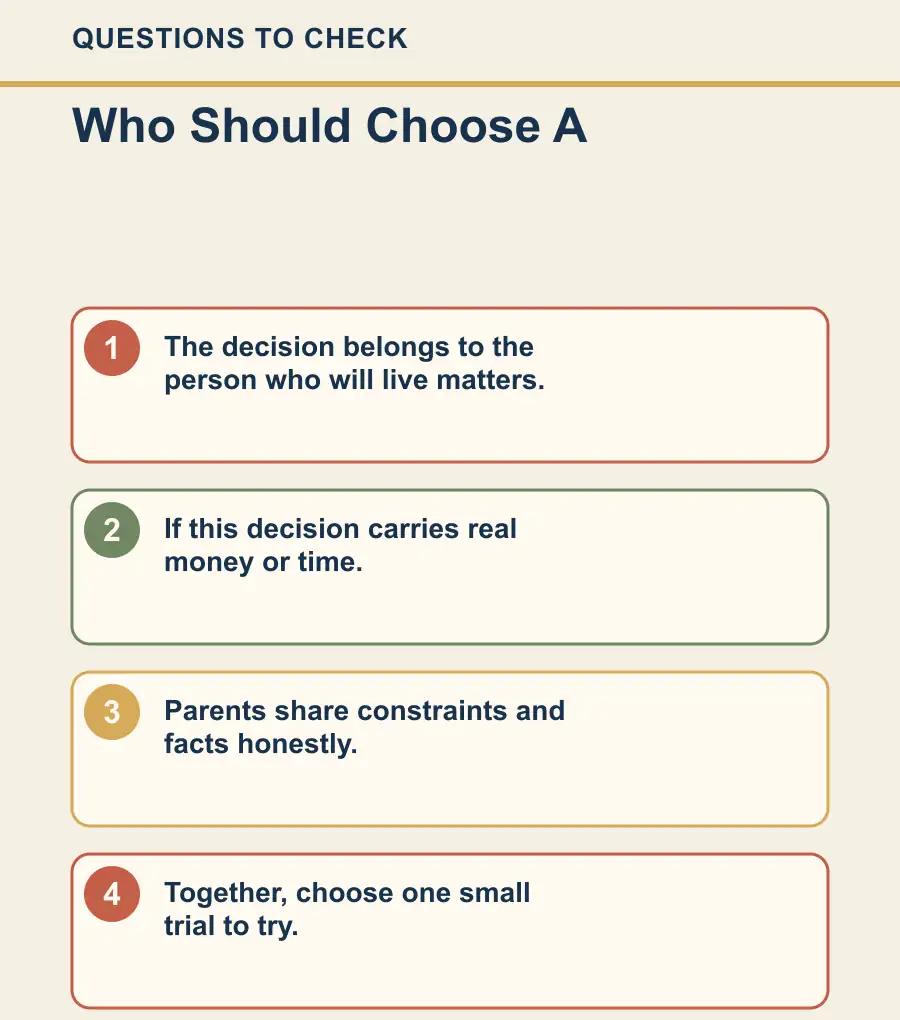 QUESTIONS TO CHECK
Who Should Choose A
1
The decision belongs to the
person who will live matters.
2
If this decision carries real
money or time.
3
Parents share constraints and
facts honestly.
4
Together, choose one small
trial to try.